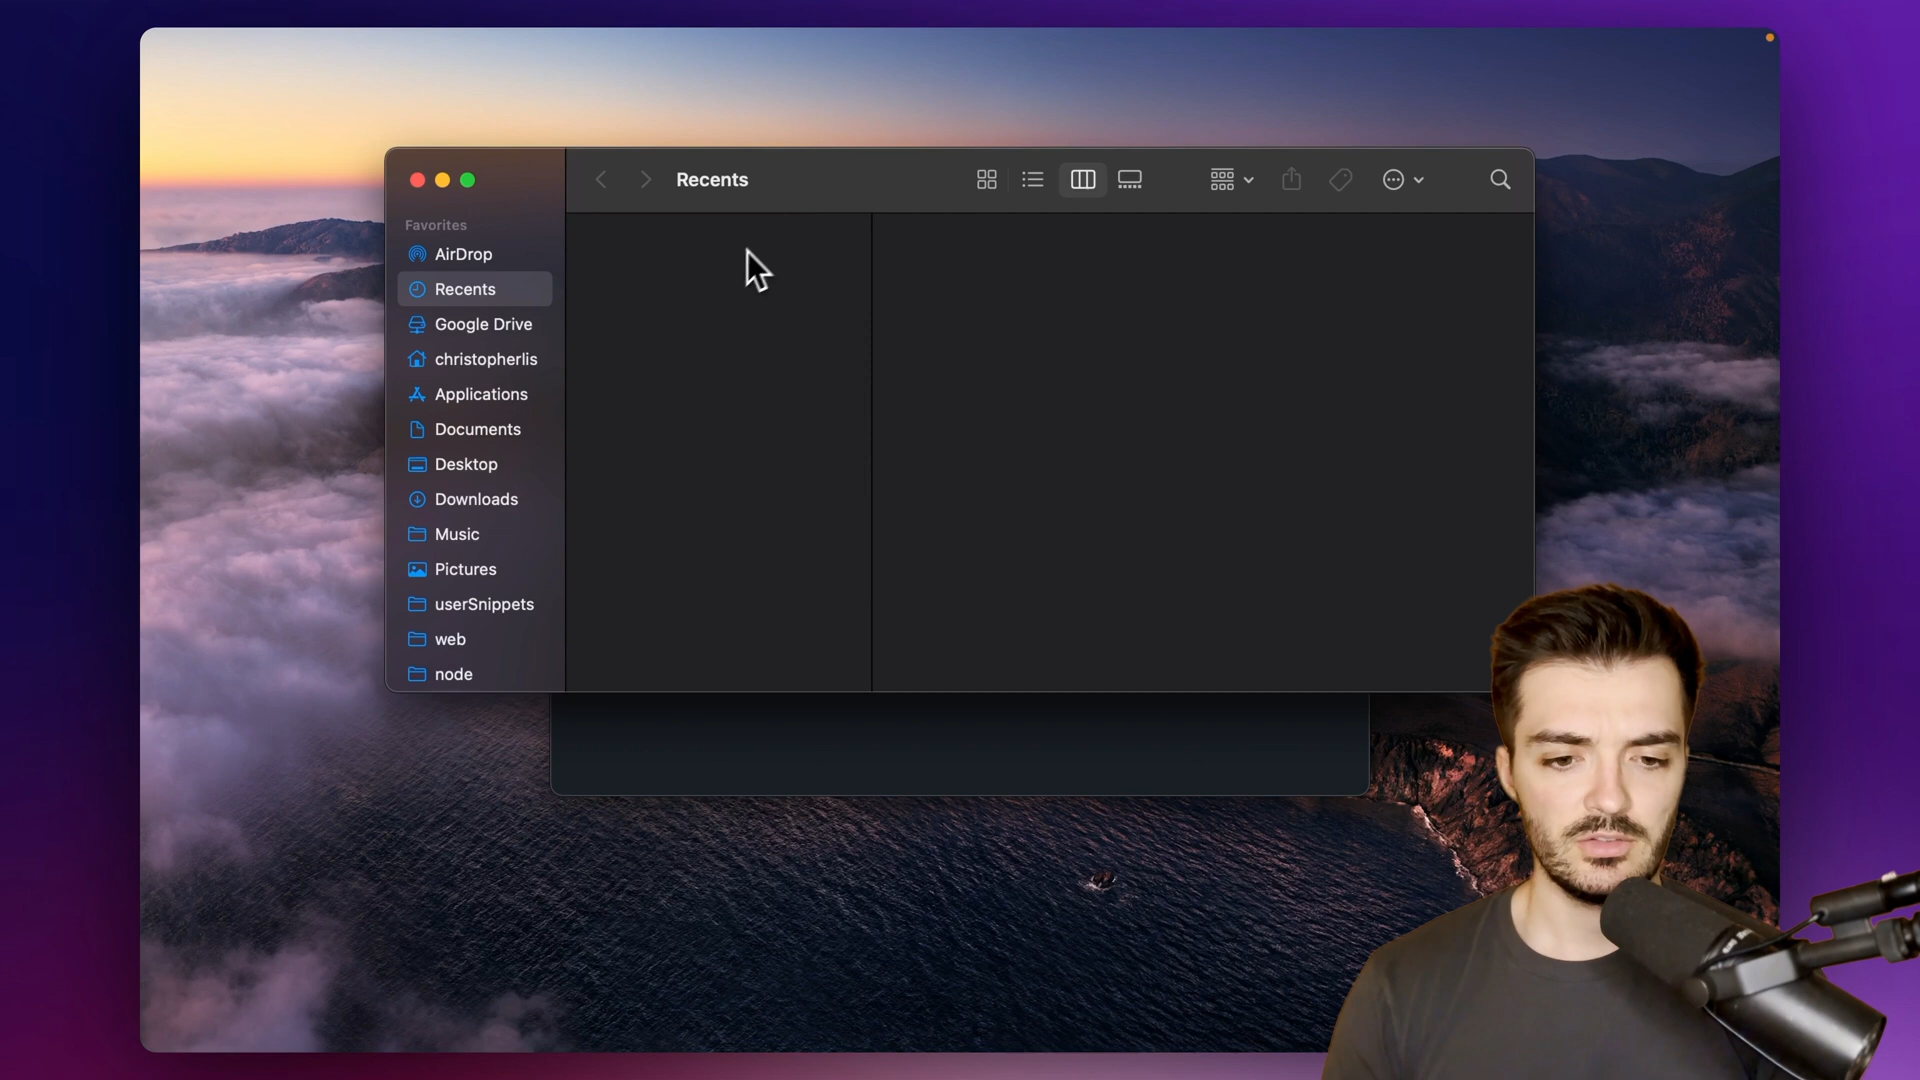 Recents
Favorites
AirDrop
Recents
Google Drive
christopherlis
Applications
Documents
Desktop
Downloads
Music
Pictures
userSnippets
web
node